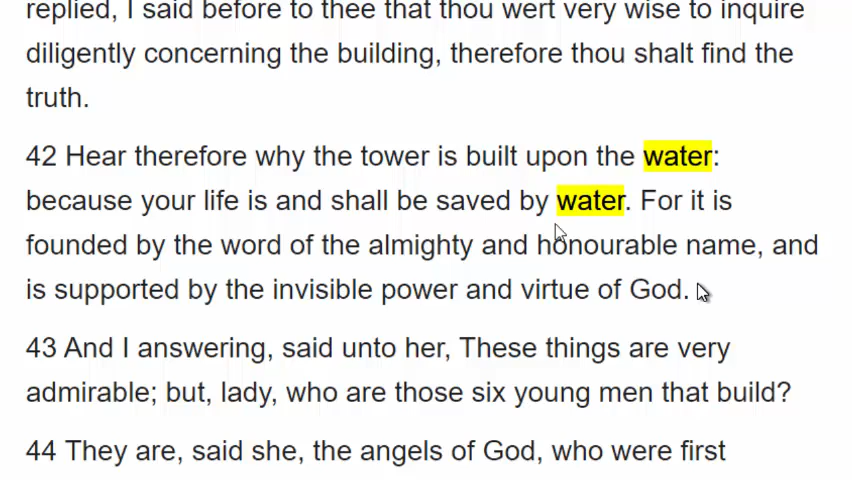 replied, I said before to thee that thou wert very wise to inquire
diligently concerning the building, therefore thou shalt find the
truth.
42 Hear therefore why the tower is built upon the water:
because your life is and shall be saved by water. For it is
founded by the word of the almighty and honourable name, and
is supported by the invisible power and virtue of God.
43 And I answering, said unto her, These things are very
admirable; but, lady, who are those six young men that build?
44 They are, said she, the angels of God, who were first